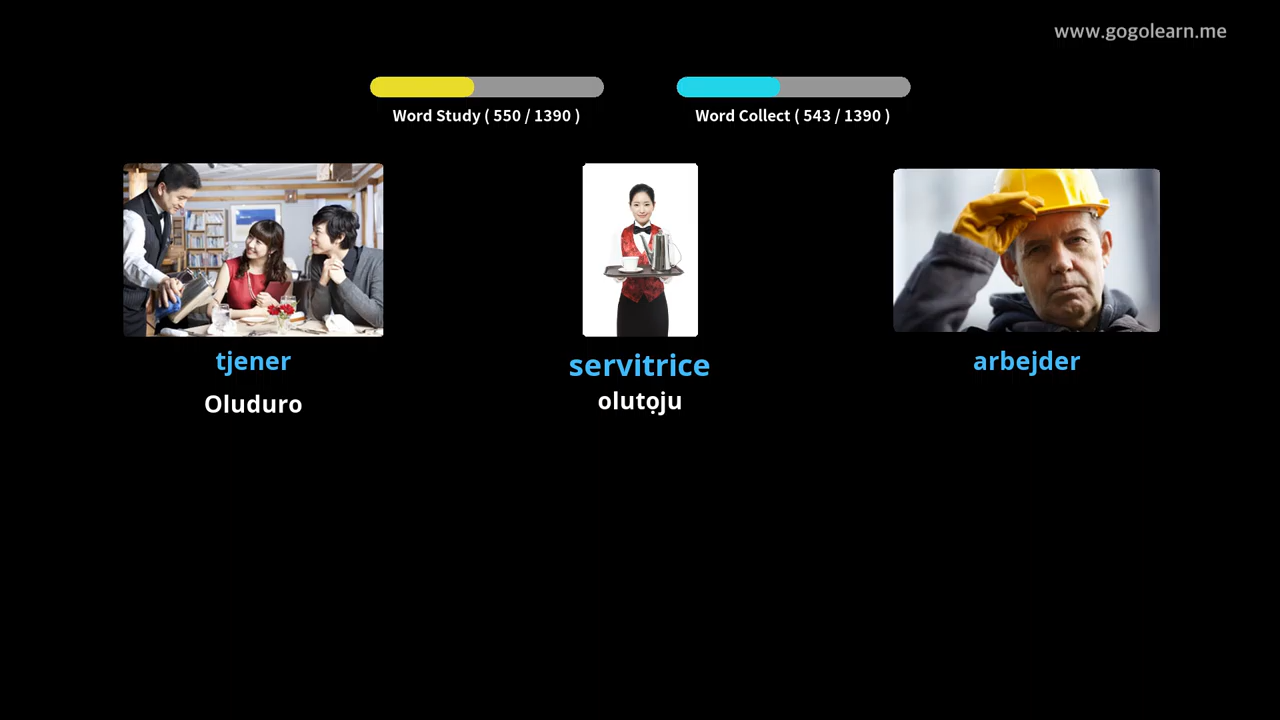 www.gogolearn.me
Word Study ( 550 / 1390 )
Word Collect ( 543 / 1390 )
tjener
servitrice
arbejder
Oluduro
olutọju